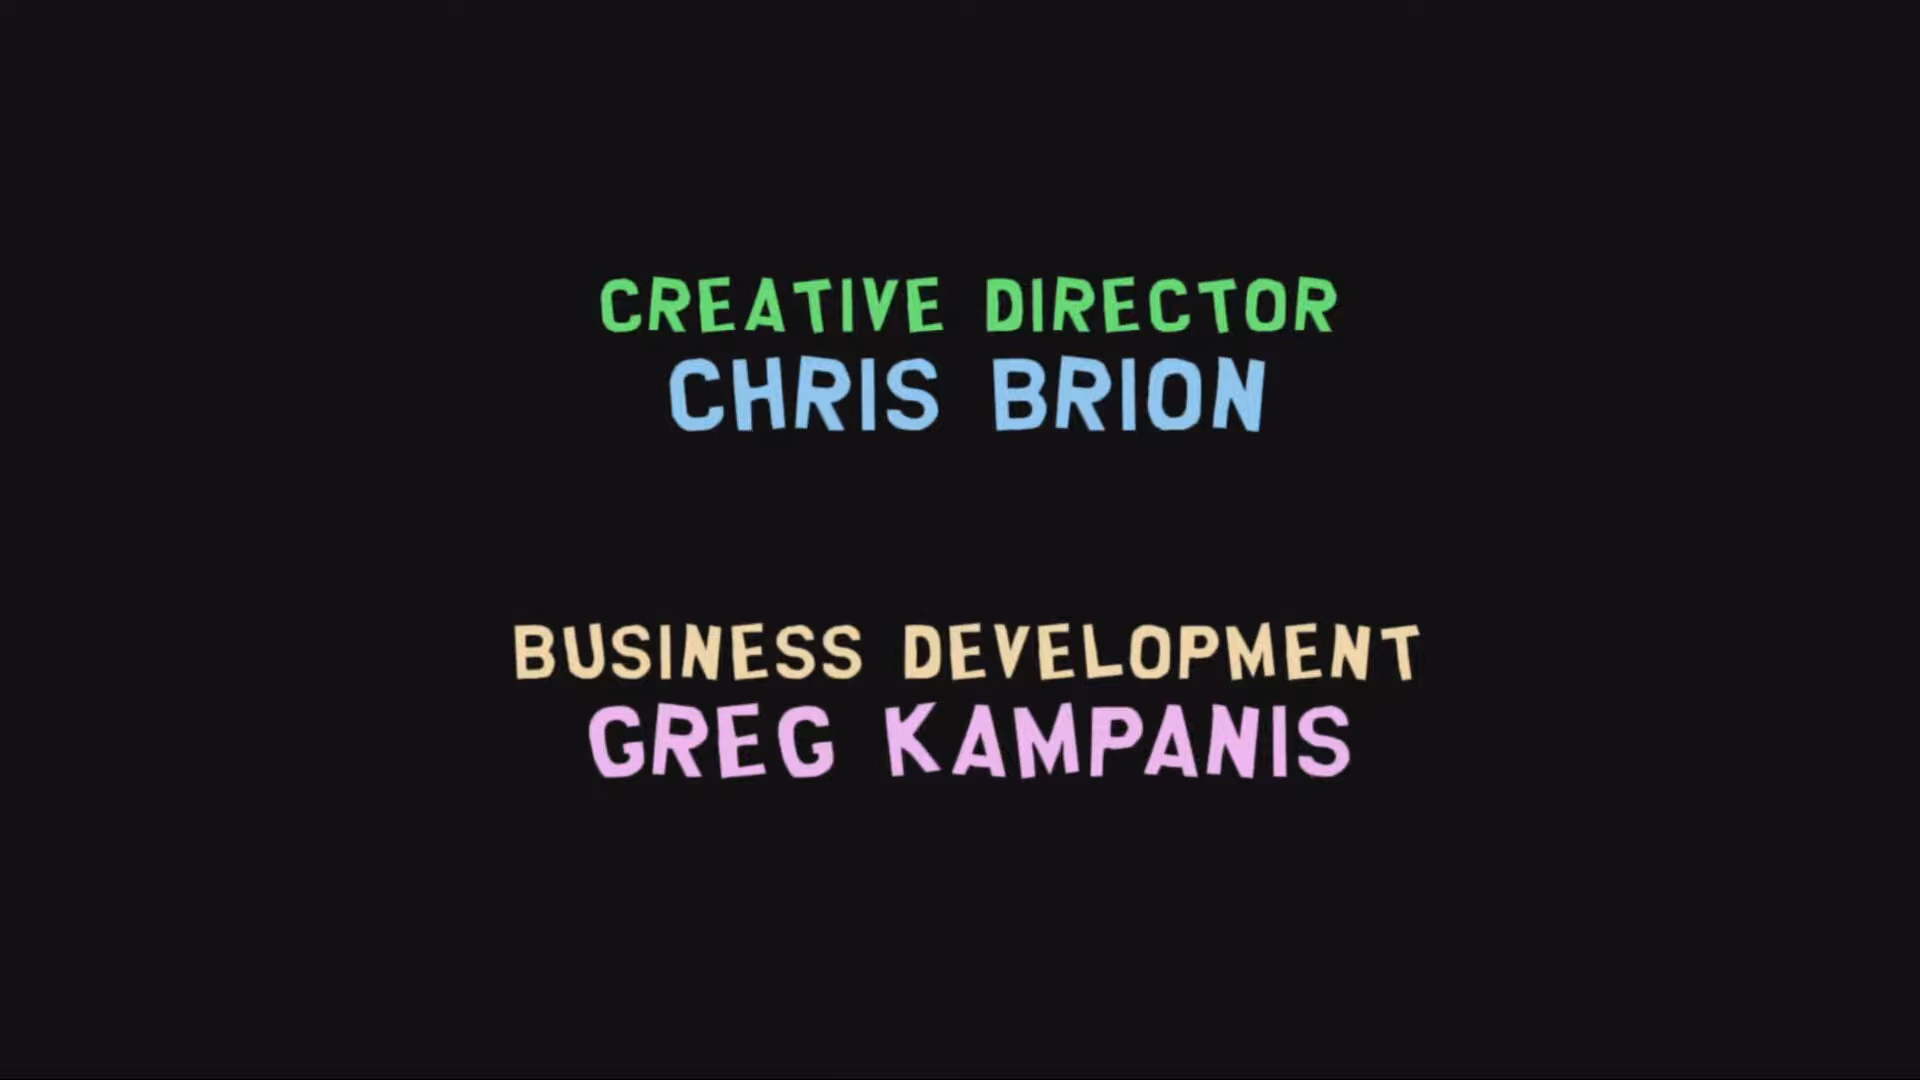 CREATIVE DIRECTOR
CHRIS BRION
BUSINESS DEVELOPMENT
GREG KAMPANIS